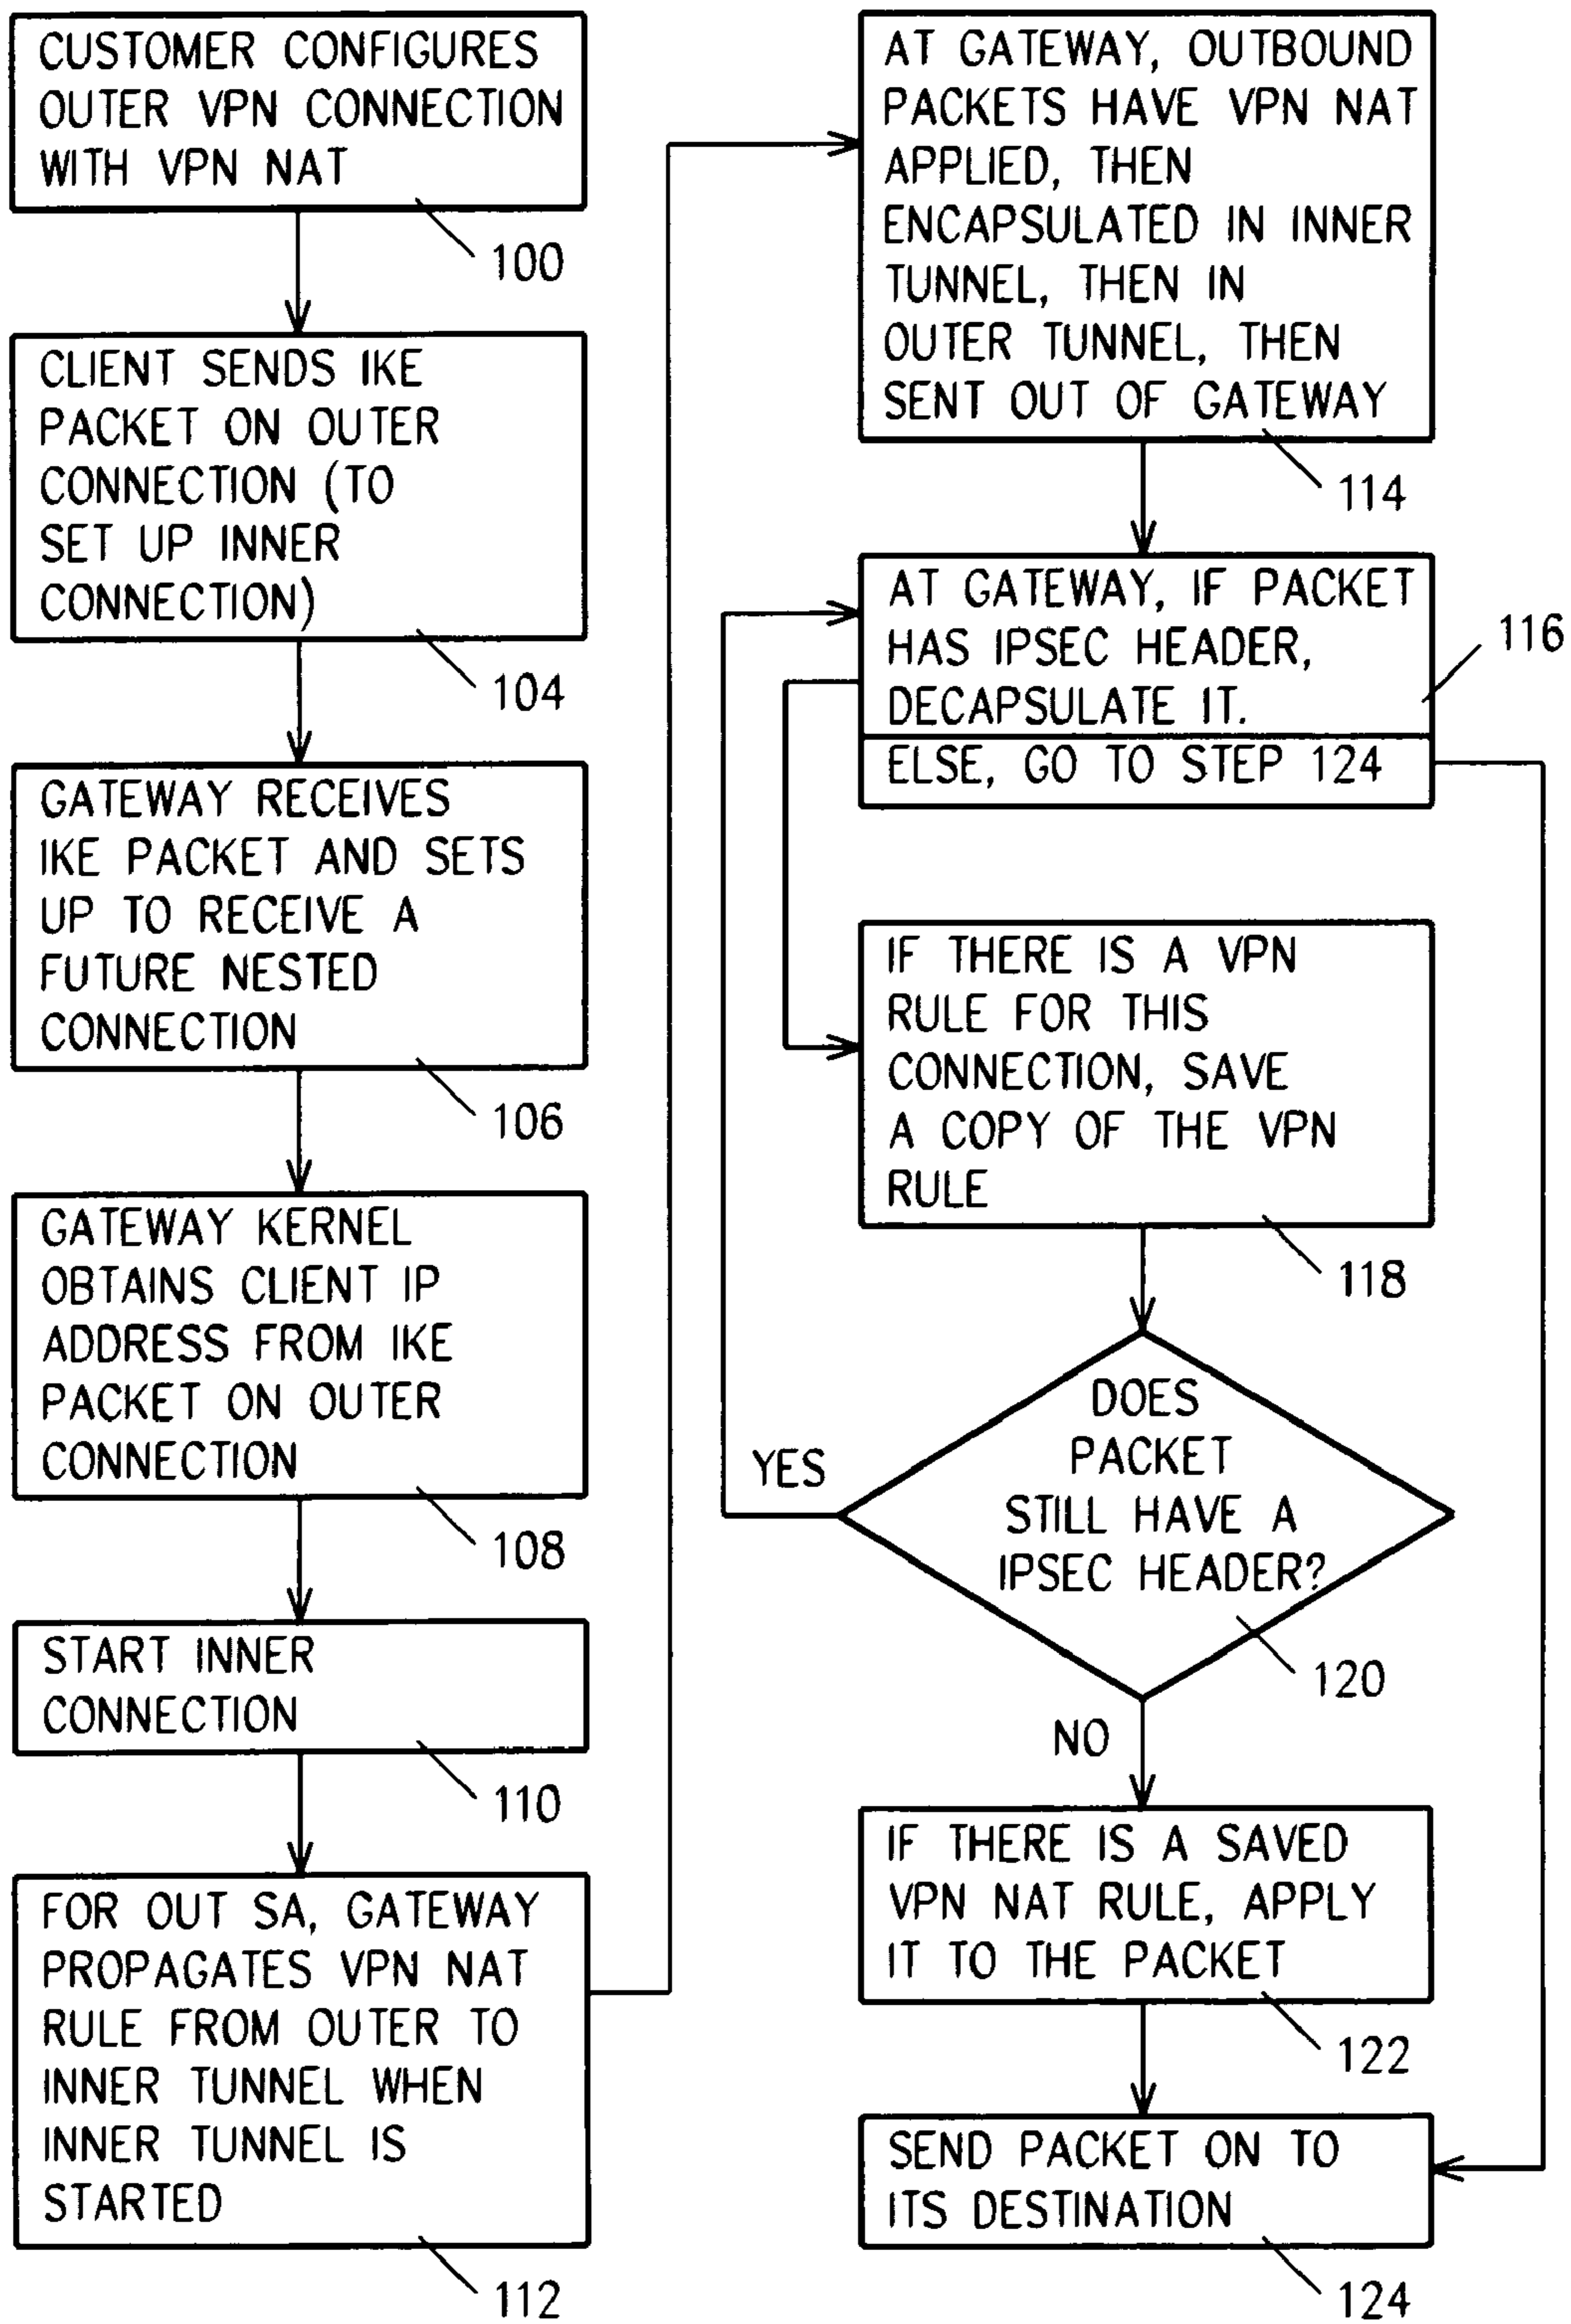 CUSTOMER CONFIGURES
OUTER VPN CONNECTION
WITH VPN NAT
100
CLIENT SENDS IKE
PACKET ON OUTER
CONNECTION (TO
SET UP INNER
CONNECTION)
104
GATEWAY RECEIVES
IKE PACKET AND SETS
UP TO RECEIVE A
FUTURE NESTED
CONNECTION
106
GATEWAY KERNEL
OBTAINS CLIENT IP
ADDRESS FROM IKE
PACKET ON OUTER
CONNECTION
108
START INNER
CONNECTION
110
FOR OUT SA, GATEWAY
PROPAGATES VPN NAT
RULE FROM OUTER TO
INNER TUNNEL WHEN
INNER TUNNEL IS
STARTED
112
AT GATEWAY, OUTBOUND
PACKETS HAVE VPN NAT
APPLIED, THEN
ENCAPSULATED IN INNER
TUNNEL, THEN IN
OUTER TUNNEL, THEN
SENT OUT OF GATEWAY
114
AT GATEWAY, IF PACKET
HAS IPSEC HEADER,
DECAPSULATE IT.
ELSE, GO TO STEP 124
116
IF THERE IS A VPN
RULE FOR THIS
CONNECTION, SAVE
A COPY OF THE VPN
RULE
118
DOES
PACKET
STILL HAVE A
IPSEC HEADER?
120
YES
NO
IF THERE IS A SAVED
VPN NAT RULE, APPLY
IT TO THE PACKET
122
SEND PACKET ON TO
ITS DESTINATION
124